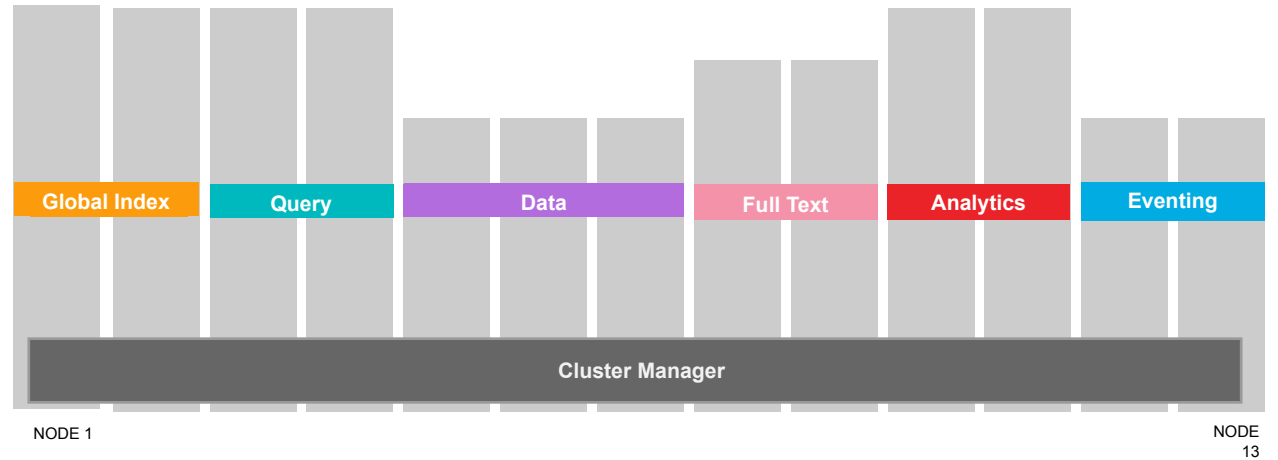 Global Index
Query
Data
Full Text
Analytics
Eventing
Cluster Manager
NODE 1
NODE
13